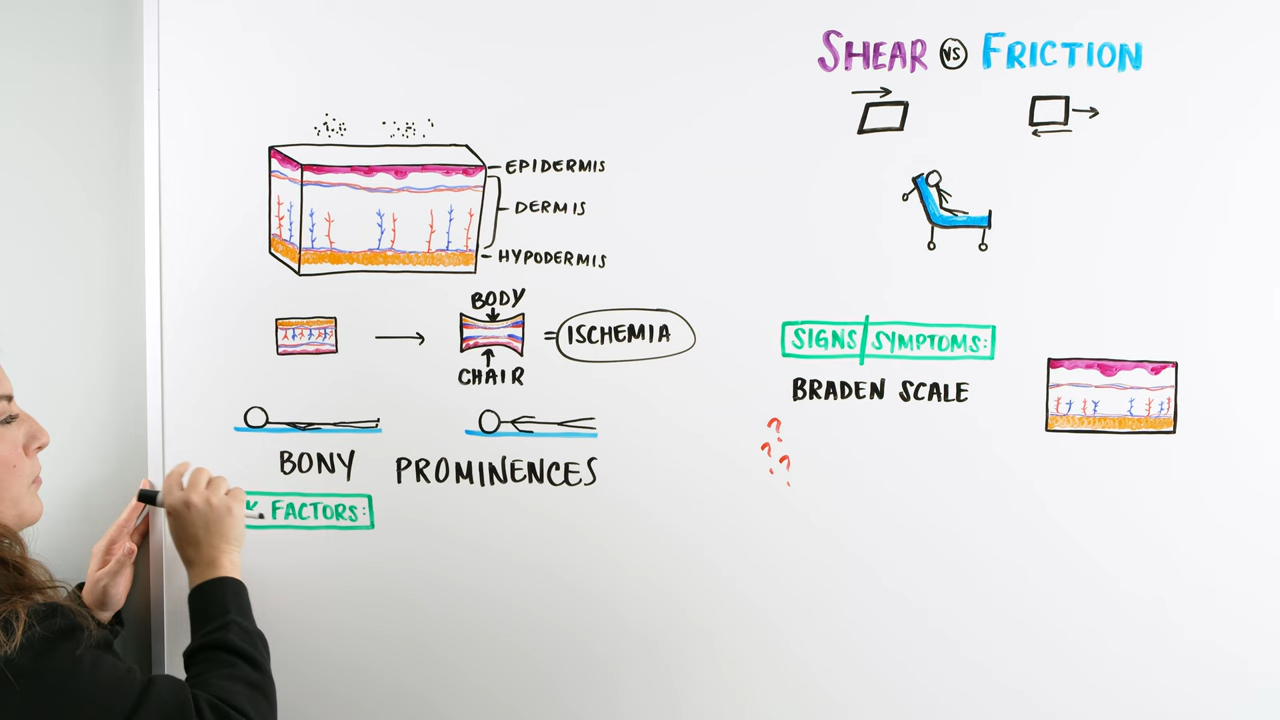 SHEAR VS FRICTION
EPIDERMIS
DERMIS
HYPODERMIS
BODY
CHAIR
= ISCHEMIA
BONY PROMINENCES
FACTORS:
SIGNS/SYMPTOMS:
BRADEN SCALE
?
?
?